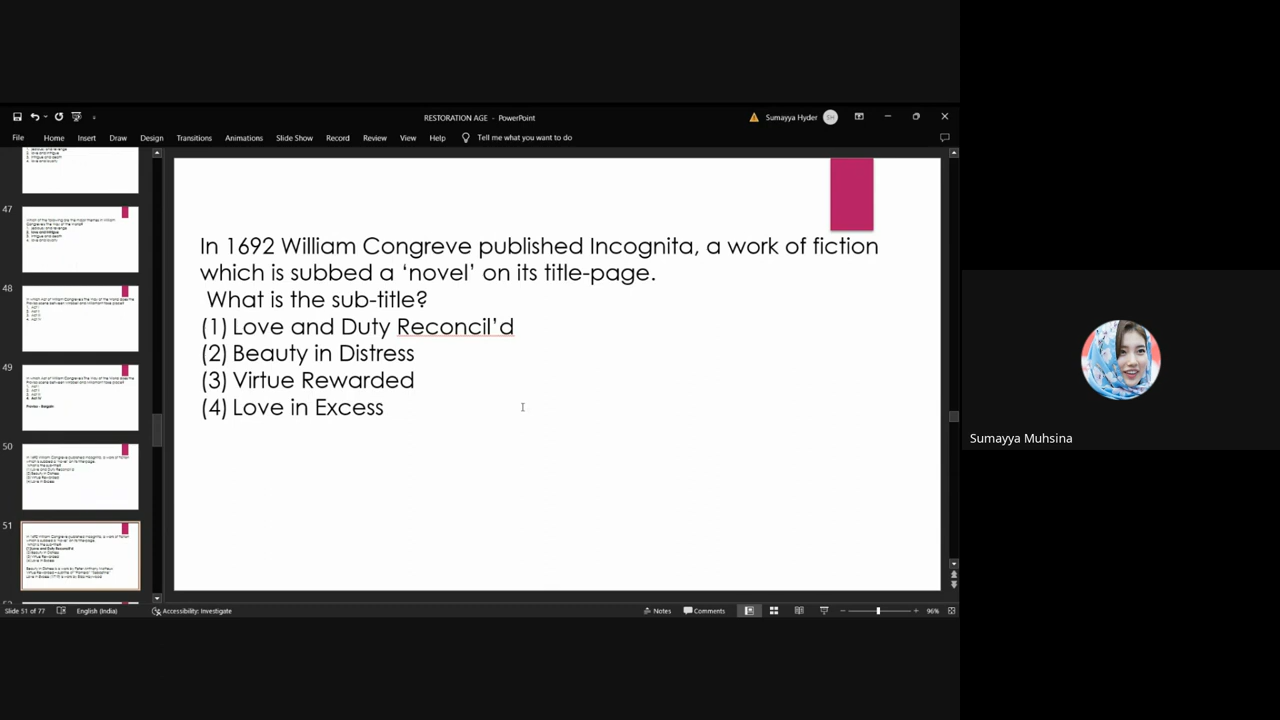 RESTORATION AGE - PowerPoint
Sumayya Hyder
SH
File Home Insert Draw Design Transitions Animations Slide Show Record Review View Help Tell me what you want to do
47
48
49
50
51
In 1692 William Congreve published Incognita, a work of fiction
which is subbed a ‘novel’ on its title-page.
What is the sub-title?
(1) Love and Duty Reconcil’d
(2) Beauty in Distress
(3) Virtue Rewarded
(4) Love in Excess
Sumayya Muhsina
Slide 51 of 77 English (India) Accessibility: Investigate Notes Comments 96%